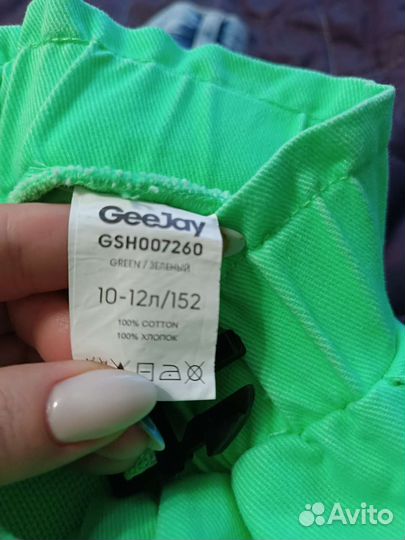 GeeJay
GSH007260
GREEN / ЗЕЛЕНЫЙ
10-12л/152
100% COTTON
100% ХЛОПОК
Avito